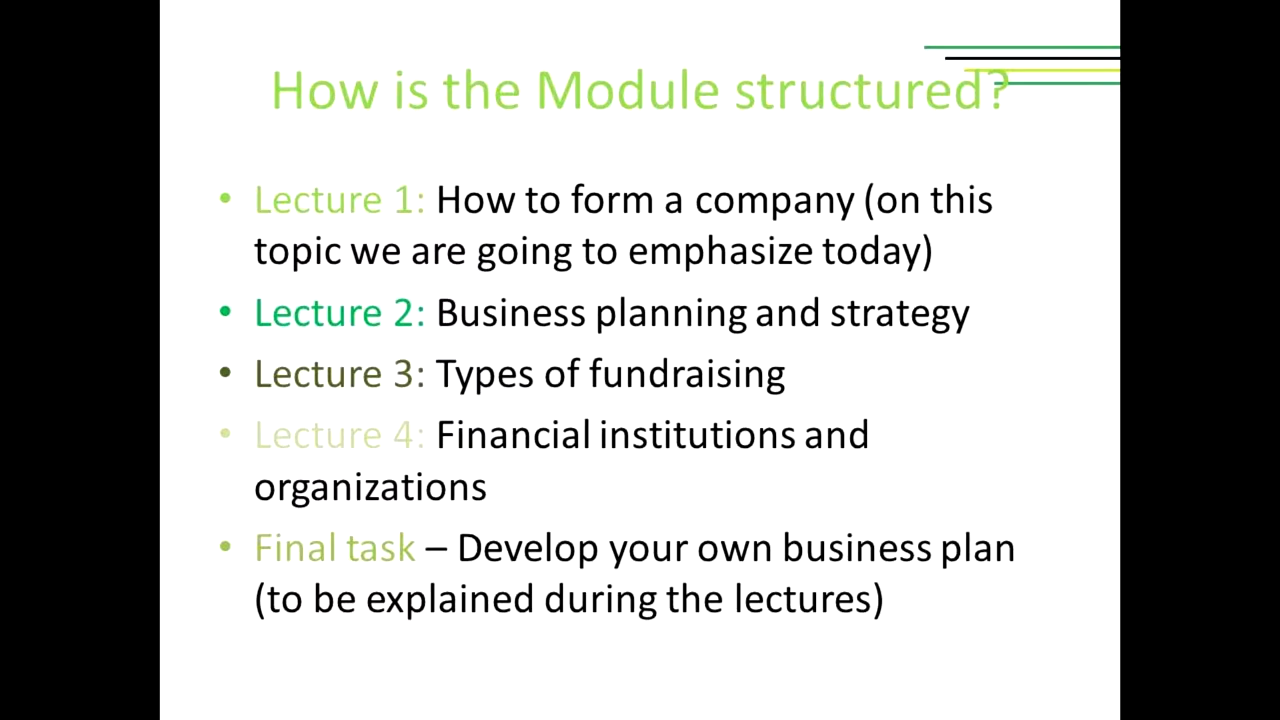 How is the Module structured?
• Lecture 1: How to form a company (on this
topic we are going to emphasize today)
• Lecture 2: Business planning and strategy
• Lecture 3: Types of fundraising
• Lecture 4: Financial institutions and
organizations
• Final task – Develop your own business plan
(to be explained during the lectures)